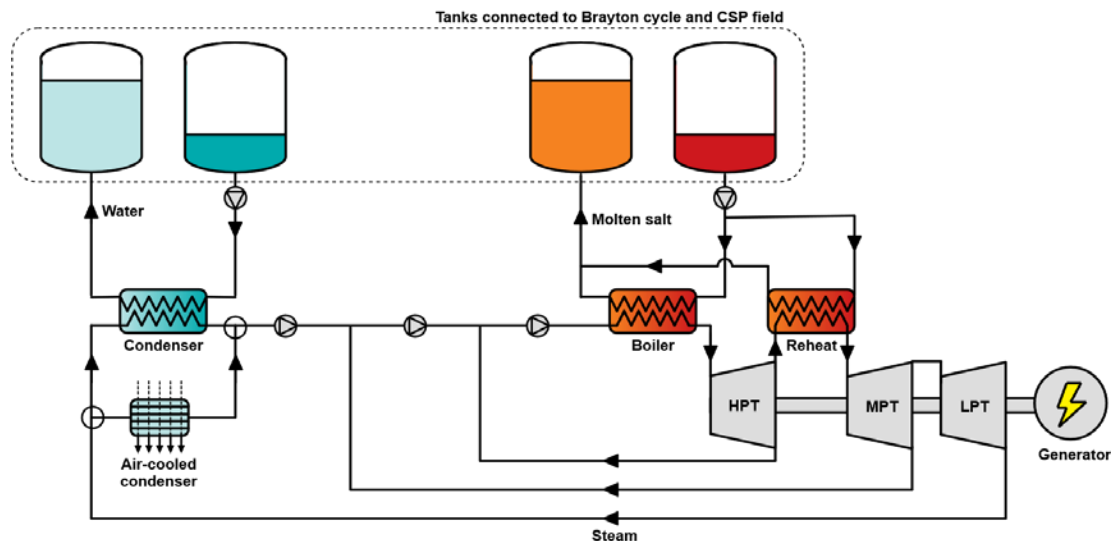 Tanks connected to Brayton cycle and CSP field
Water
Molten salt
Condenser
Boiler
Reheat
HPT
MPT
LPT
Air-cooled
condenser
Generator
Steam